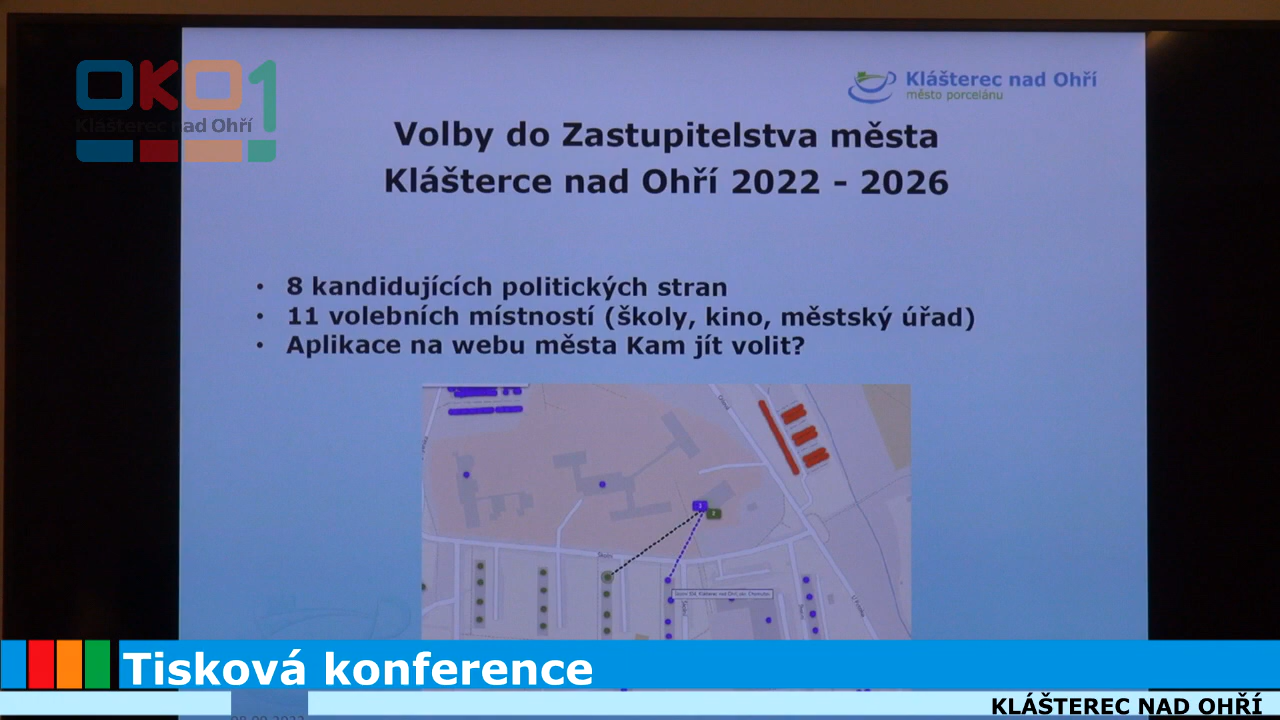 OKO1
Klášterec nad Ohří
Klášterec nad Ohří
město porcelánu
Volby do Zastupitelstva města
Klášterce nad Ohří 2022 - 2026
• 8 kandidujících politických stran
• 11 volebních místností (školy, kino, městský úřad)
• Aplikace na webu města Kam jít volit?
Tisková konference
KLÁŠTEREC NAD OHŘÍ